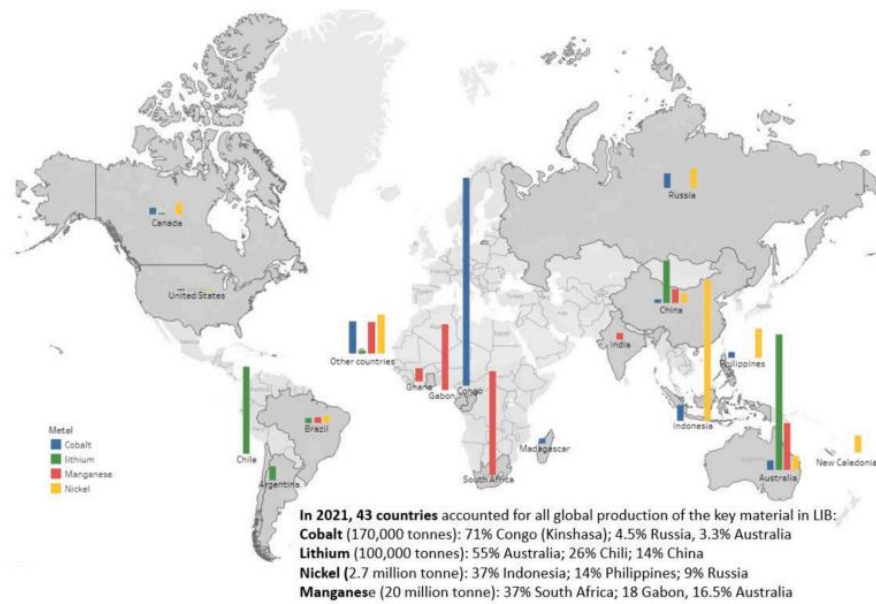 Russia
Canada
United States
China
India
Philippines
Other countries
Ghana
Gabon
Congo
Indonesia
Brazil
Chile
Argentina
Madagascar
South Africa
Australia
New Caledonia
Metal
Cobalt
lithium
Manganese
Nickel
In 2021, 43 countries accounted for all global production of the key material in LIB:
Cobalt (170,000 tonnes): 71% Congo (Kinshasa); 4.5% Russia, 3.3% Australia
Lithium (100,000 tonnes): 55% Australia; 26% Chili; 14% China
Nickel (2.7 million tonne): 37% Indonesia; 14% Philippines; 9% Russia
Manganese (20 million tonne): 37% South Africa; 18 Gabon, 16.5% Australia